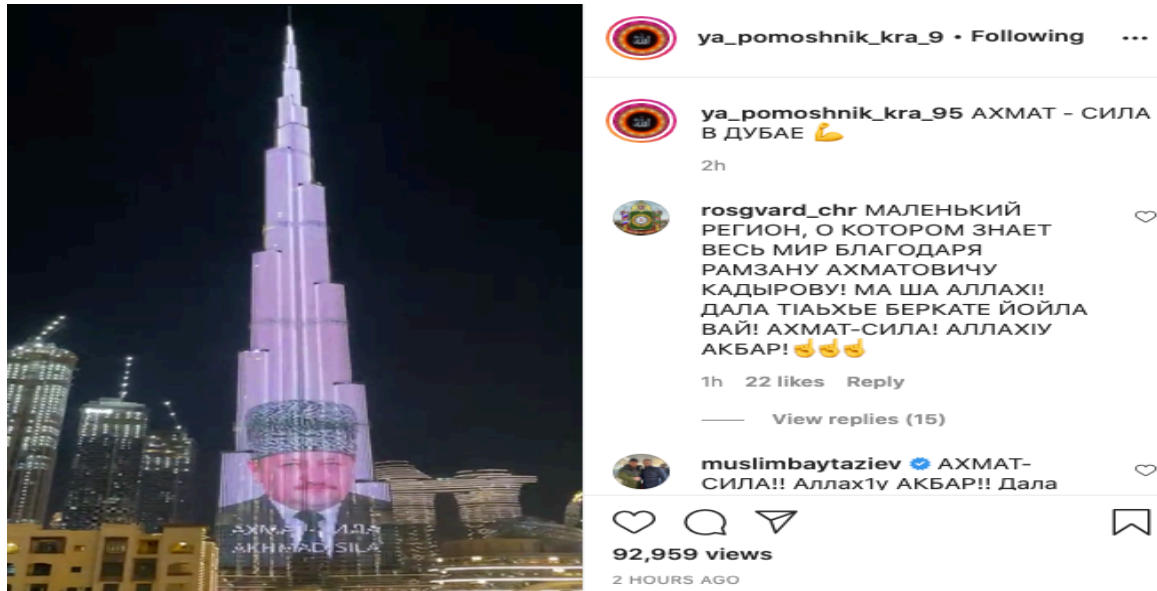 АХМАТ - СИЛА
AKHMAD SILA
ya_pomoshnik_kra_9 • Following
ya_pomoshnik_kra_95 АХМАТ - СИЛА
В ДУБАЕ 💪
2h
rosgvard_chr МАЛЕНЬКИЙ
РЕГИОН, О КОТОРОМ ЗНАЕТ
ВЕСЬ МИР БЛАГОДАРЯ
РАМЗАНУ АХМАТОВИЧУ
КАДЫРОВУ! МА ША АЛЛАХI!
ДАЛА ТIАЬХЬЕ БЕРКАТЕ ЙОЙЛА
ВАЙ! АХМАТ-СИЛА! АЛЛАХIУ
АКБАР!☝☝☝
1h 22 likes Reply
View replies (15)
muslimbaytaziev АХМАТ-
СИЛА!! Аллах1у АКБАР!! Дала
92,959 views
2 HOURS AGO